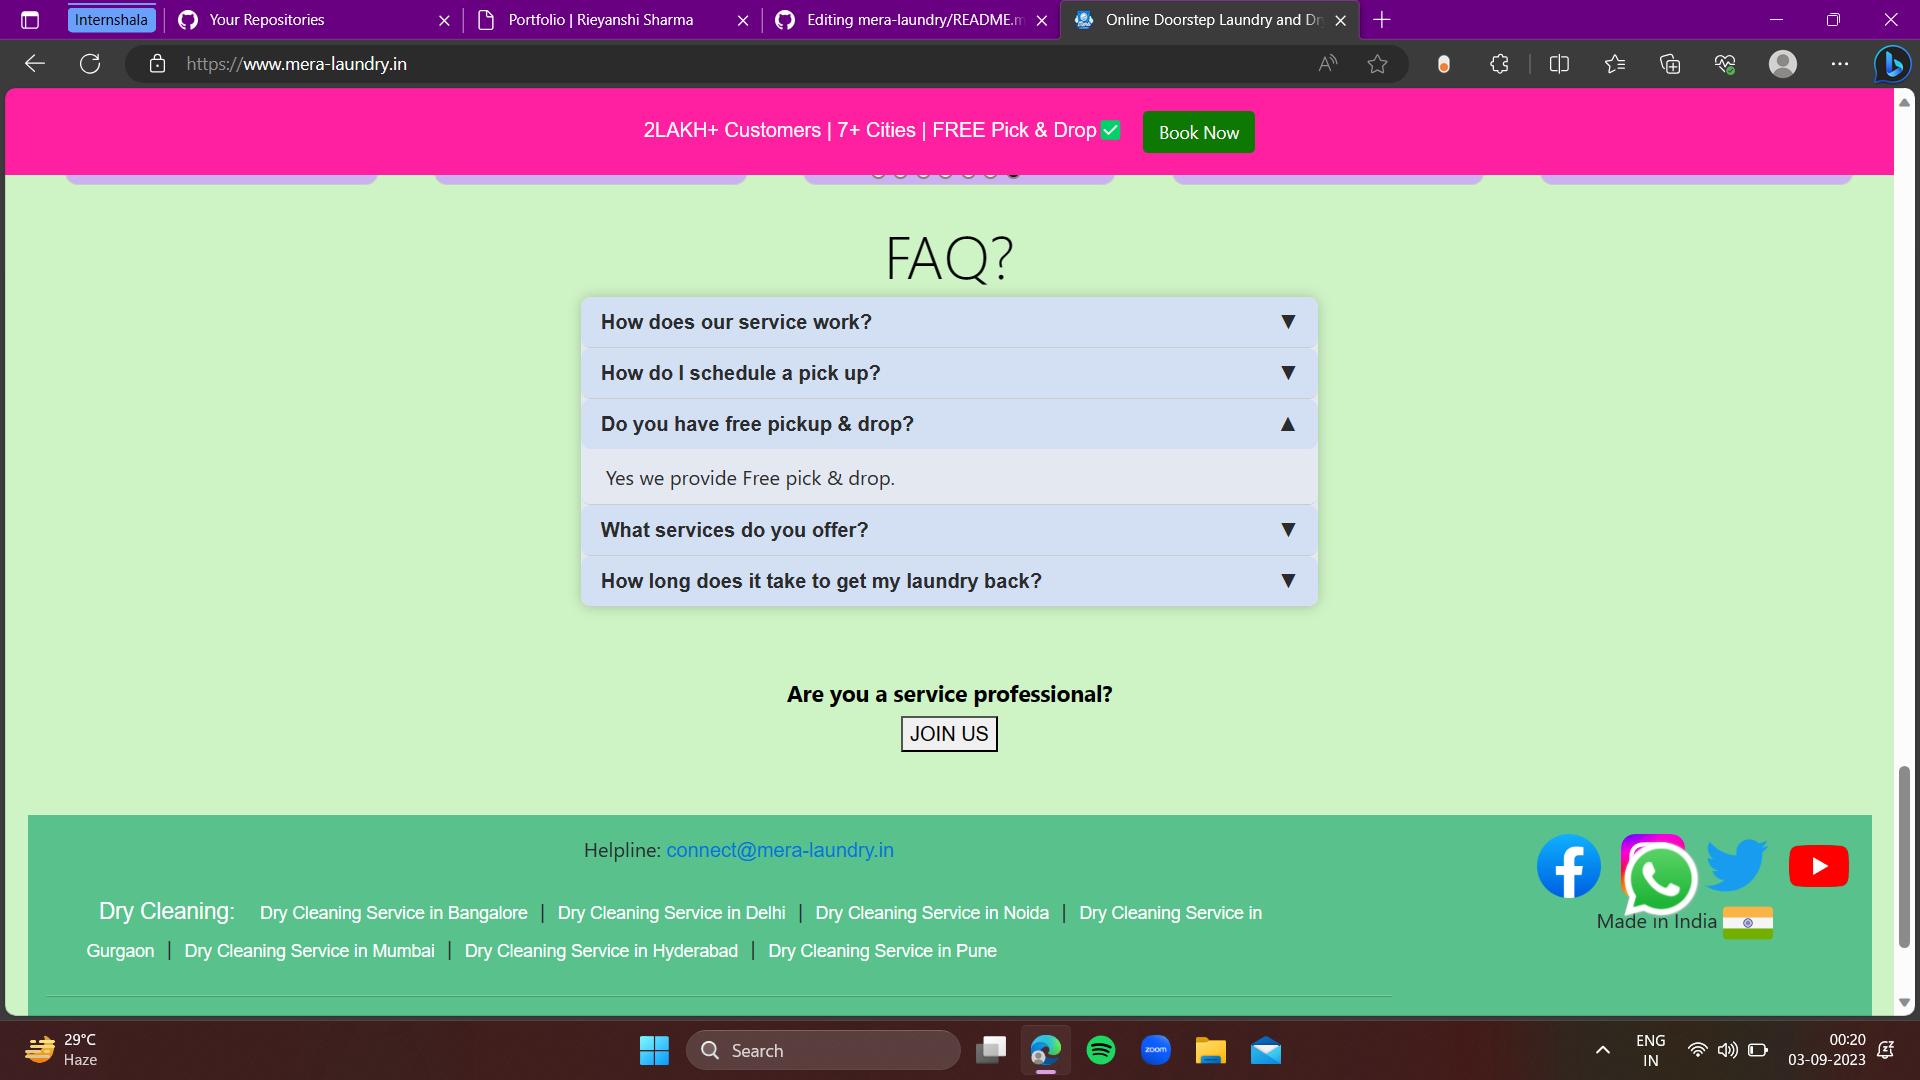 Internshala
Your Repositories
Portfolio | Rieyanshi Sharma
Editing mera-laundry/README.m
Online Doorstep Laundry and Dr
https://www.mera-laundry.in
2LAKH+ Customers | 7+ Cities | FREE Pick & Drop✅ Book Now
FAQ?
How does our service work? ▼
How do I schedule a pick up? ▼
Do you have free pickup & drop? ▲
Yes we provide Free pick & drop.
What services do you offer? ▼
How long does it take to get my laundry back? ▼
Are you a service professional?
JOIN US
Helpline: connect@mera-laundry.in
Dry Cleaning: Dry Cleaning Service in Bangalore | Dry Cleaning Service in Delhi | Dry Cleaning Service in Noida | Dry Cleaning Service in
Gurgaon | Dry Cleaning Service in Mumbai | Dry Cleaning Service in Hyderabad | Dry Cleaning Service in Pune
Made in India
29°C
Haze
Search
zoom
ENG
IN
00:20
03-09-2023